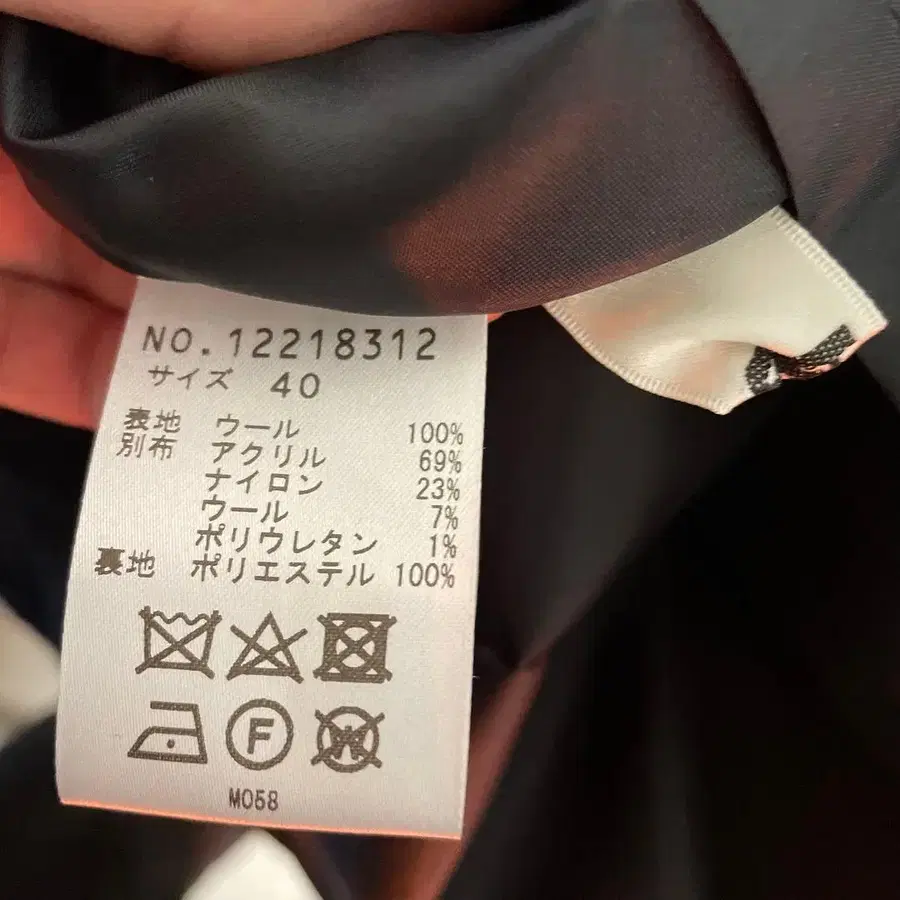 NO.12218312
サイズ 40
表地 ウール 100%
別布 アクリル 69%
ナイロン 23%
ウール 7%
ポリウレタン 1%
裏地 ポリエステル 100%
F
W
M058